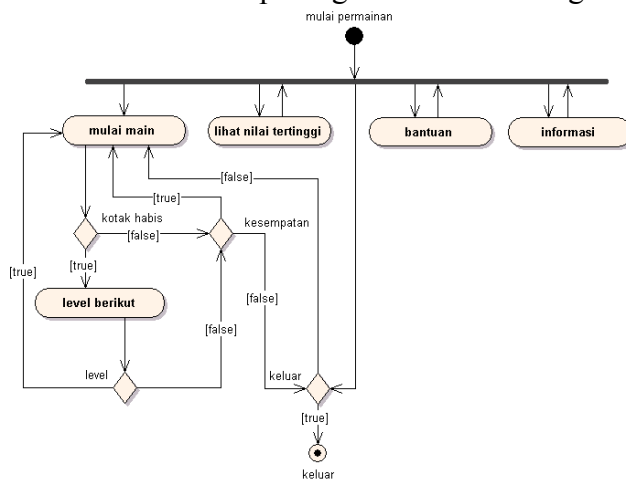 mulai permainan
mulai main
lihat nilai tertinggi
bantuan
informasi
[false]
[true]
kotak habis
kesempatan
[false]
[true]
[true]
level berikut
[false]
[false]
level
keluar
[true]
keluar